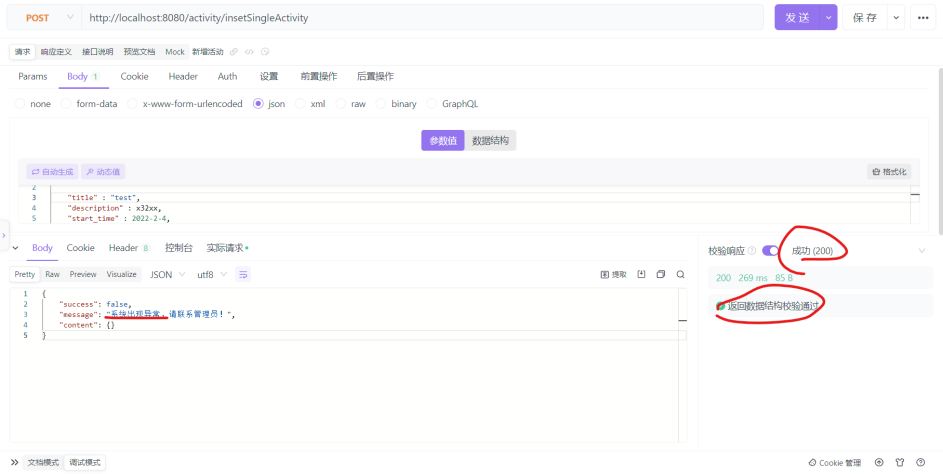 POST http://localhost:8080/activity/insetSingleActivity 发 送 保 存
请求 响应定义 接口说明 预览文档 Mock 新增活动
Params Body 1 Cookie Header Auth 设置 前置操作 后置操作
none form-data x-www-form-urlencoded json xml raw binary GraphQL
参数值 数据结构
自动生成 动态值 格式化
2
3 "title" : "test",
4 "description" : x32xx,
5 "start_time" : 2022-2-4,
Body Cookie Header 8 控制台 实际请求 校验响应 成功 (200)
Pretty Raw Preview Visualize JSON utf8 提取
200 269 ms 85 B
1 {
2 "success": false,
3 "message": "系统出现异常，请联系管理员！",
4 "content": {}
5 }
返回数据结构校验通过
文档模式 调试模式 Cookie 管理